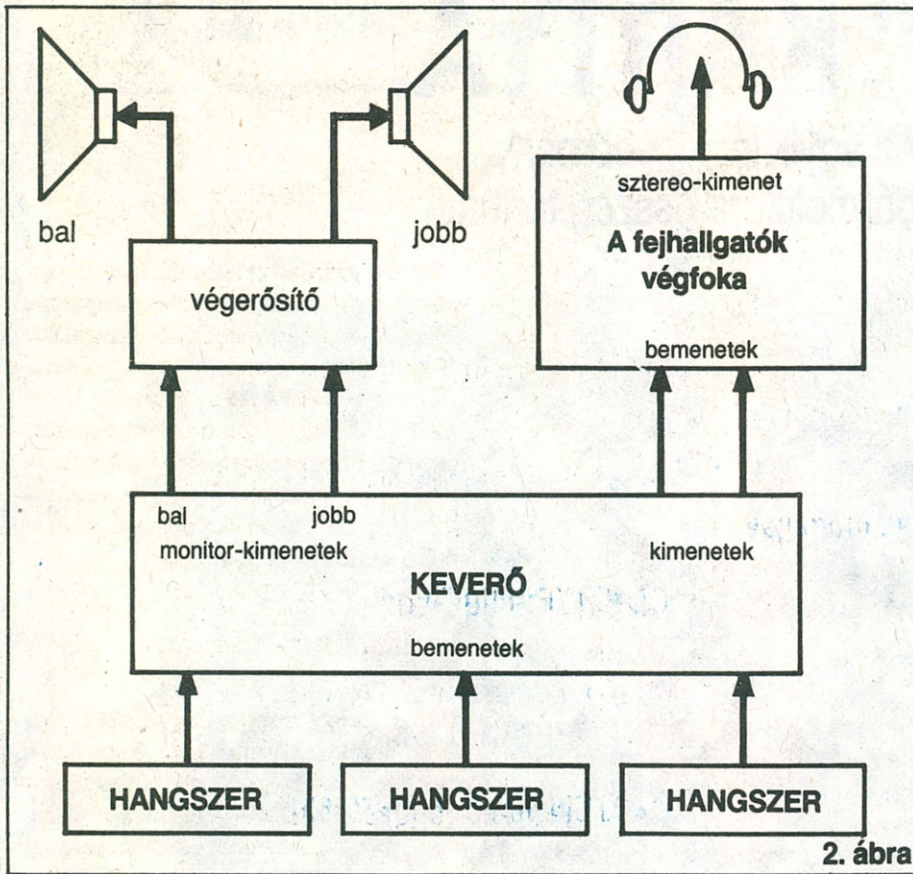 bal
jobb
végerősítő
sztereo-kimenet
A fejhallgatók
végfoka
bemenetek
bal jobb
monitor-kimenetek
kimenetek
KEVERŐ
bemenetek
HANGSZER HANGSZER HANGSZER
2. ábra